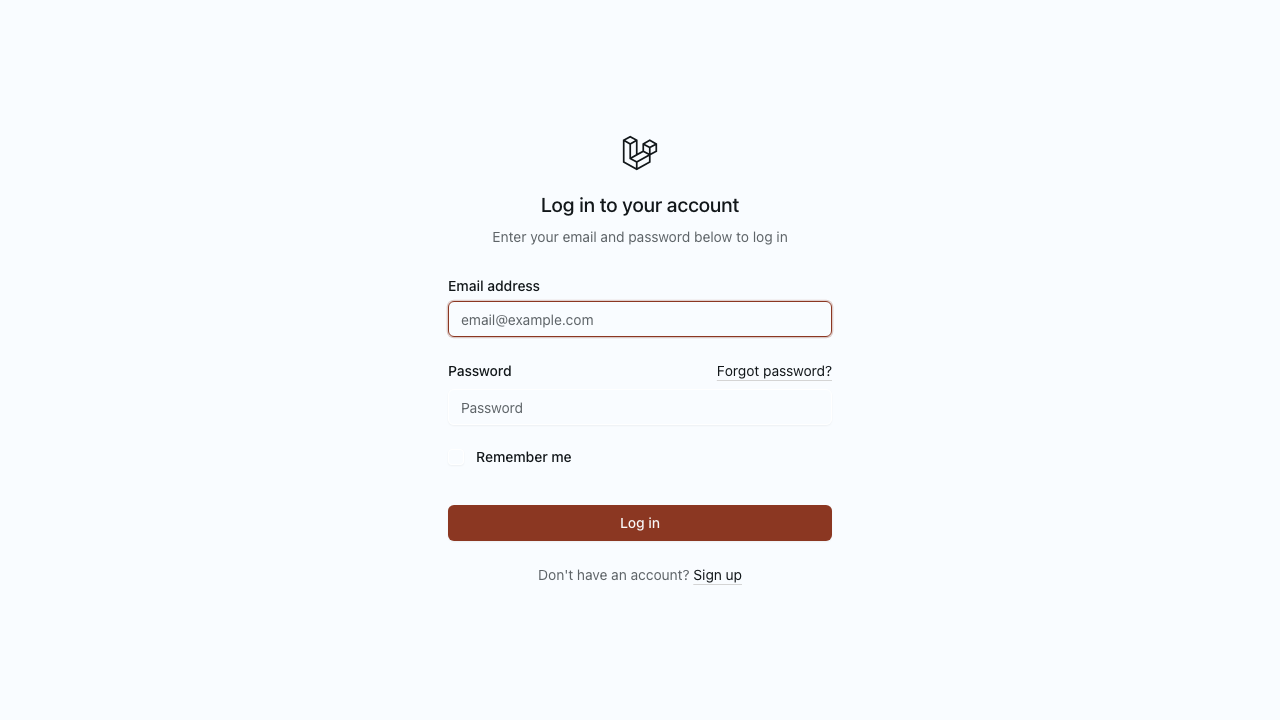 Log in to your account
Enter your email and password below to log in
Email address
email@example.com
Password Forgot password?
Password
Remember me
Log in
Don't have an account? Sign up